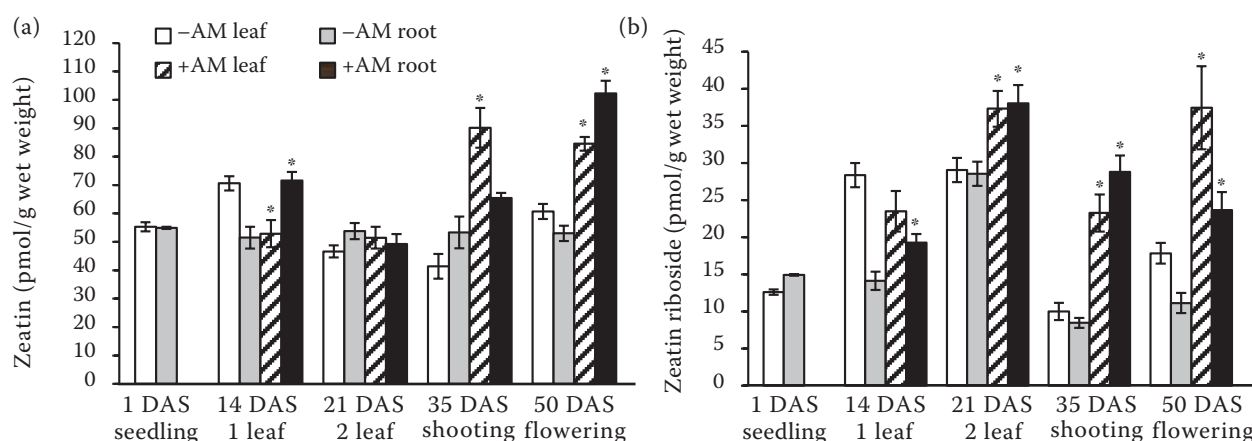 (a)
Zeatin (pmol/g wet weight)
120
110
100
90
80
70
60
50
40
30
20
10
0
–AM leaf
–AM root
+AM leaf
+AM root
*
*
*
*
*
1 DAS
14 DAS
21 DAS
35 DAS
50 DAS
seedling
1 leaf
2 leaf
shooting
flowering
(b)
Zeatin riboside (pmol/g wet weight)
45
40
35
30
25
20
15
10
5
0
*
*
*
*
*
*
*
1 DAS
14 DAS
21 DAS
35 DAS
50 DAS
seedling
1 leaf
2 leaf
shooting
flowering